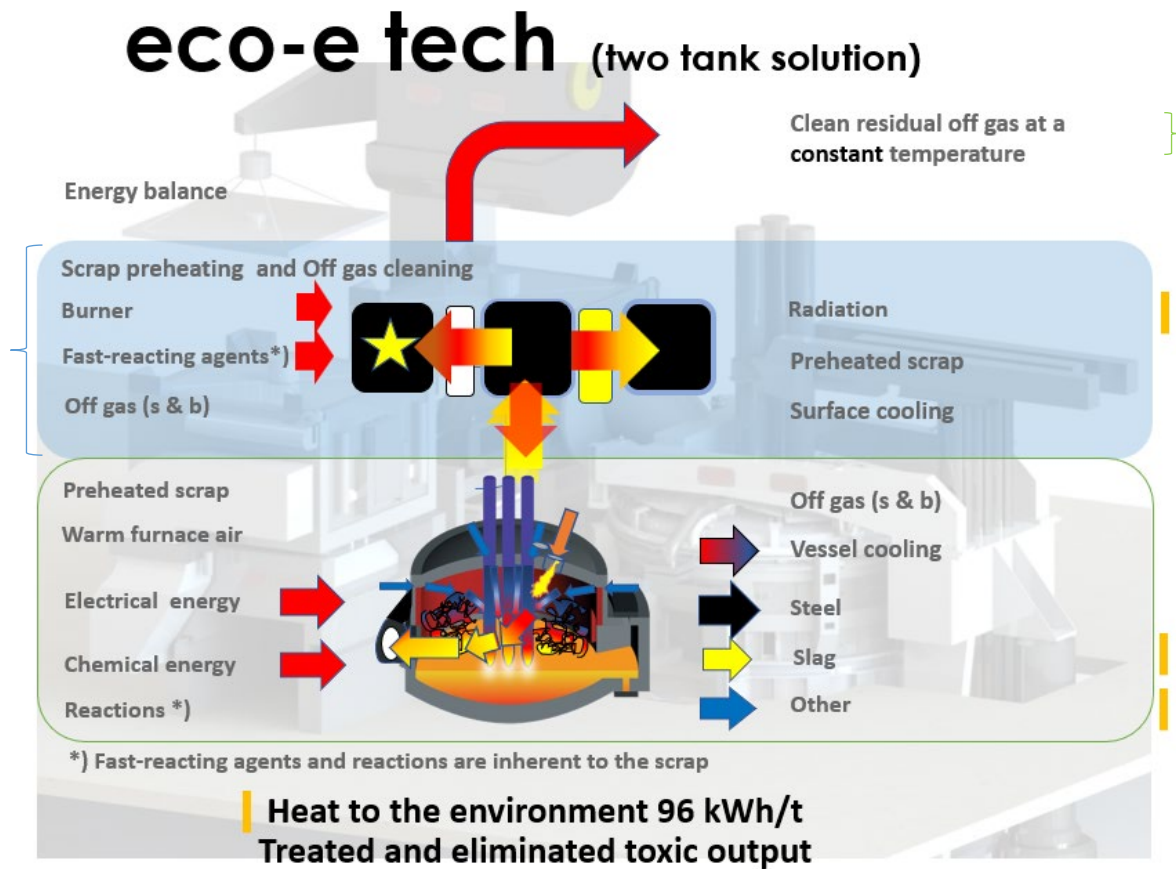 eco-e tech (two tank solution)
Clean residual off gas at a
constant temperature
Energy balance
Scrap preheating and Off gas cleaning
Burner
Radiation
Fast-reacting agents*)
Preheated scrap
Off gas (s & b)
Surface cooling
Preheated scrap
Off gas (s & b)
Warm furnace air
Vessel cooling
Electrical energy
Steel
Chemical energy
Slag
Reactions *)
Other
*) Fast-reacting agents and reactions are inherent to the scrap
Heat to the environment 96 kWh/t
Treated and eliminated toxic output